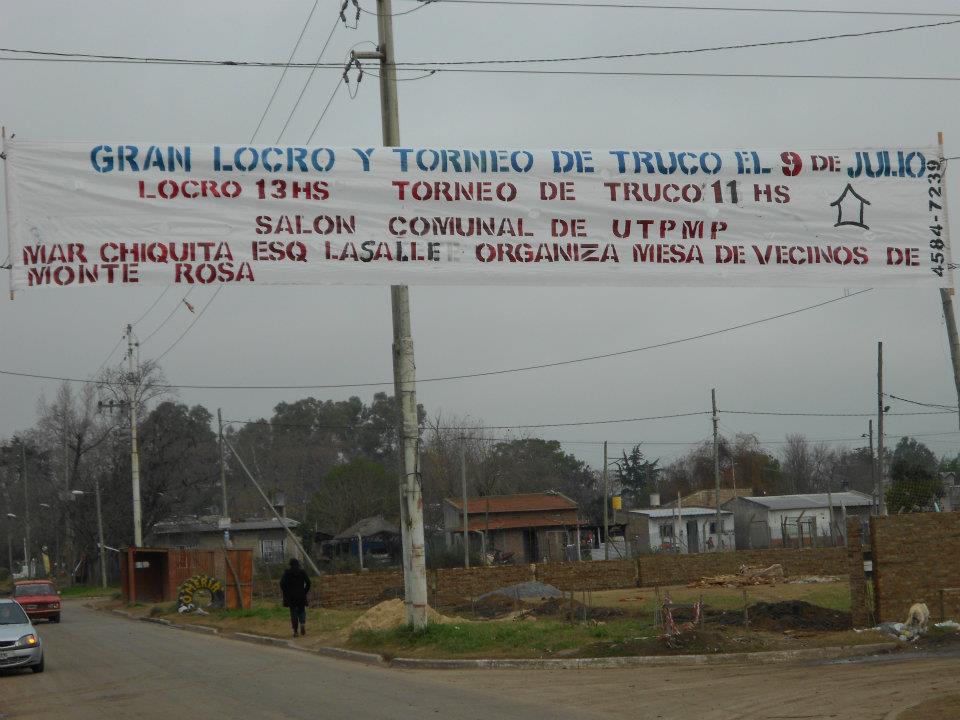 GRAN LOCRO Y TORNEO DE TRUCO EL 9 DE JULIO
LOCRO 13HS TORNEO DE TRUCO 11 HS
SALON COMUNAL DE UTPMP
MAR CHIQUITA ESQ LASALLE ORGANIZA MESA DE VECINOS DE
MONTE ROSA
4584-7239